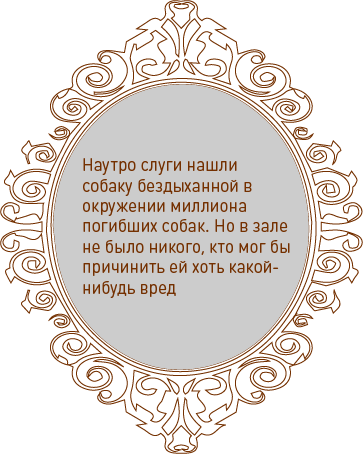 Наутро слуги нашли
собаку бездыханной в
окружении миллиона
погибших собак. Но в зале
не было никого, кто мог бы
причинить ей хоть какой-
нибудь вред